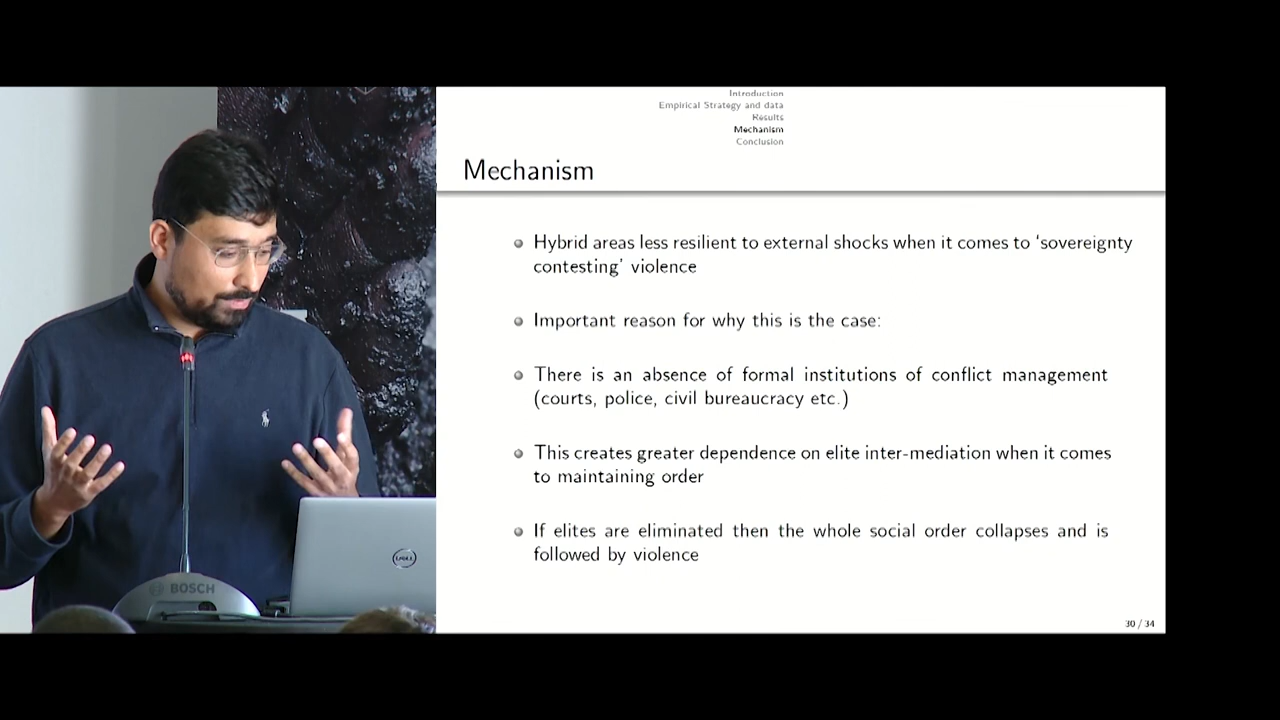 Introduction
Empirical Strategy and data
Results
Mechanism
Conclusion
Mechanism
Hybrid areas less resilient to external shocks when it comes to ‘sovereignty
contesting’ violence
Important reason for why this is the case:
There is an absence of formal institutions of conflict management
(courts, police, civil bureaucracy etc.)
This creates greater dependence on elite inter-mediation when it comes
to maintaining order
If elites are eliminated then the whole social order collapses and is
followed by violence
30 / 34
BOSCH
DELL